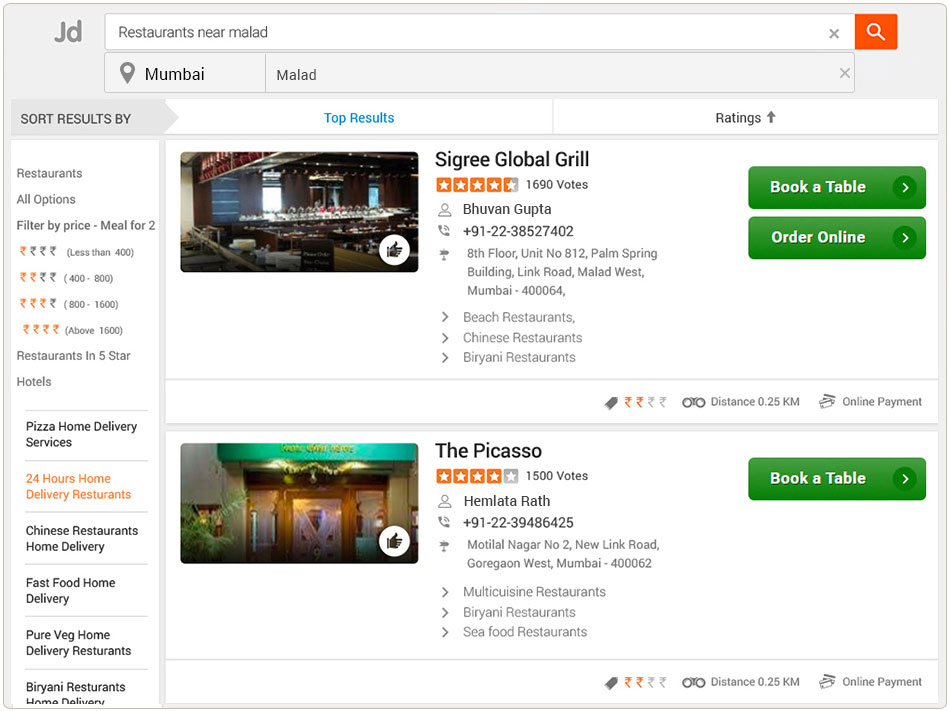 Jd
Restaurants near malad
Mumbai
Malad
SORT RESULTS BY
Top Results
Ratings
Restaurants
All Options
Filter by price - Meal for 2
₹ ₹ ₹ ₹ (Less than 400)
₹ ₹ ₹ ₹ ( 400 - 800)
₹ ₹ ₹ ₹ ( 800 - 1600)
₹ ₹ ₹ ₹ (Above 1600)
Restaurants In 5 Star
Hotels
Pizza Home Delivery
Services
24 Hours Home
Delivery Resturants
Chinese Restaurants
Home Delivery
Fast Food Home
Delivery
Pure Veg Home
Delivery Resturants
Biryani Resturants
Home Delivery
Sigree Global Grill
1690 Votes
Bhuvan Gupta
+91-22-38527402
8th Floor, Unit No 812, Palm Spring
Building, Link Road, Malad West,
Mumbai - 400064,
Beach Restaurants,
Chinese Restaurants
Biryani Restaurants
Book a Table
Order Online
₹ ₹ ₹ ₹ Distance 0.25 KM Online Payment
The Picasso
1500 Votes
Hemlata Rath
+91-22-39486425
Motilal Nagar No 2, New Link Road,
Goregaon West, Mumbai - 400062
Multicuisine Restaurants
Biryani Restaurants
Sea food Restaurants
Book a Table
₹ ₹ ₹ ₹ Distance 0.25 KM Online Payment